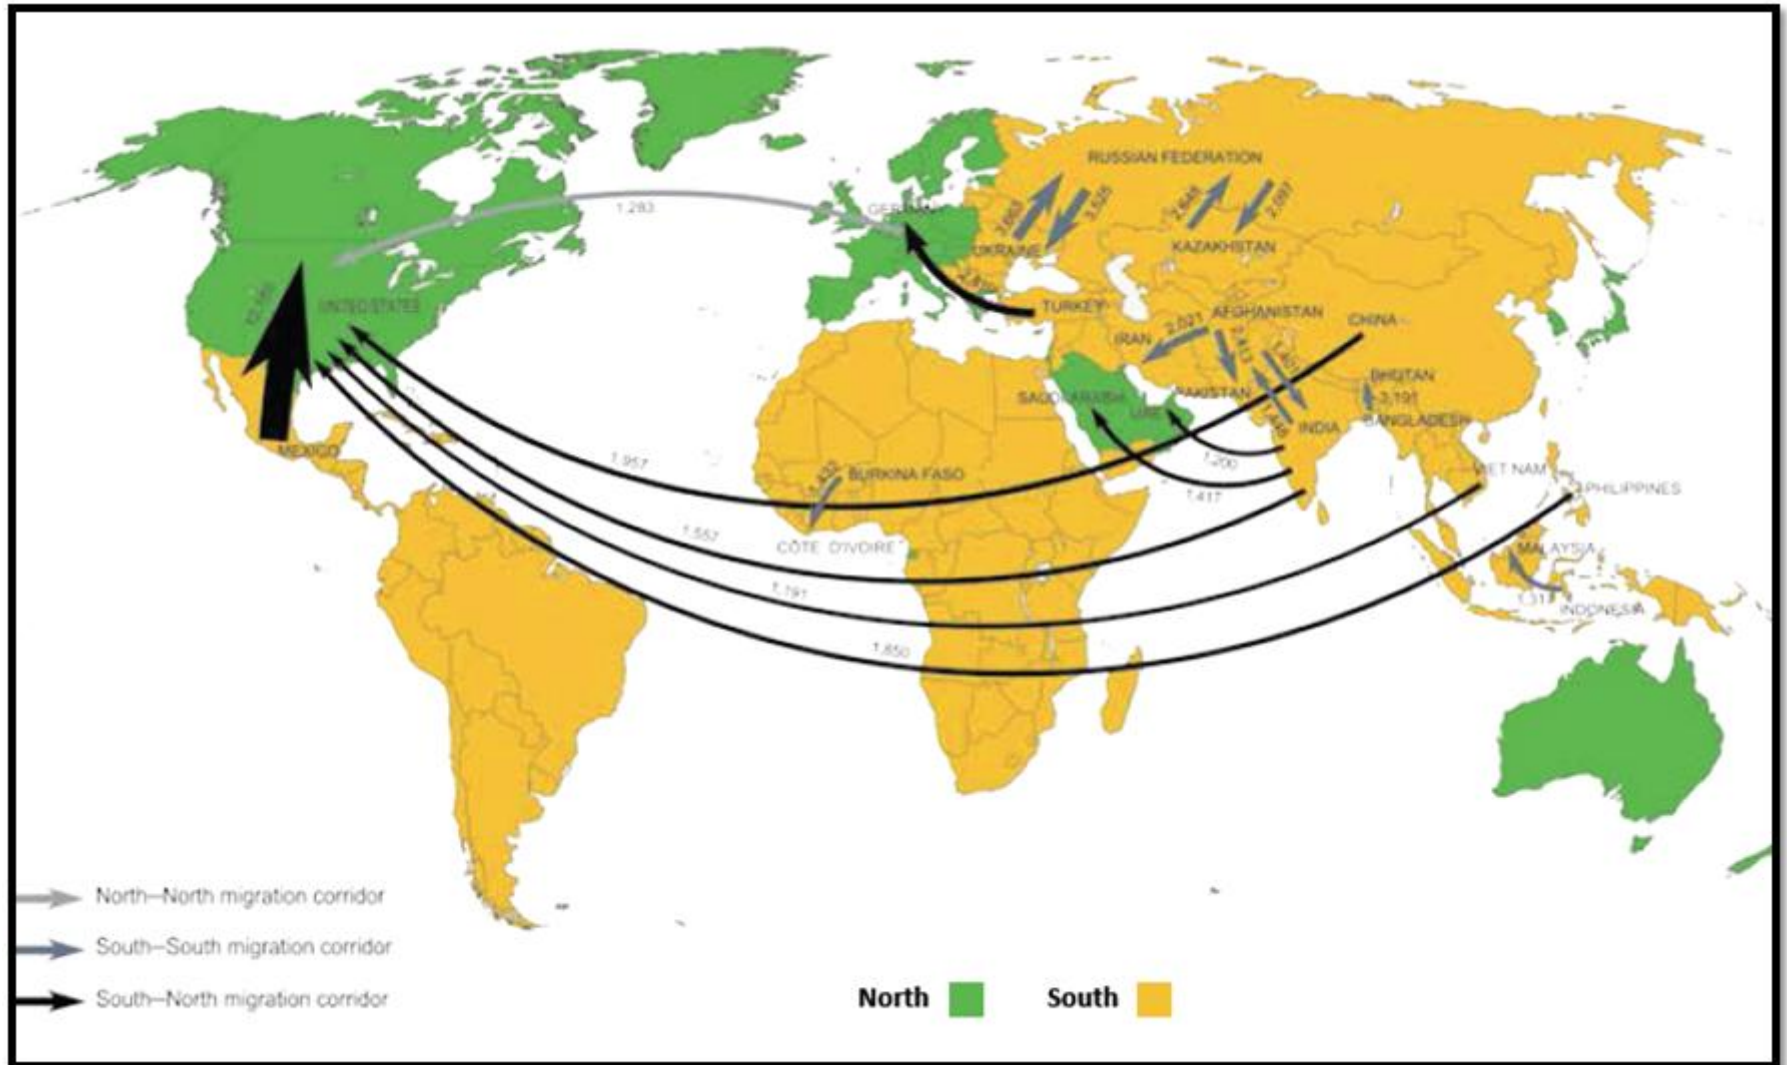 RUSSIAN FEDERATION
1,283
3,525
2,648
2,097
UKRAINE
KAZAKHSTAN
UNITED STATES
TURKEY
AFGHANISTAN
CHINA
IRAN
2,021
2,413
BHUTAN
SAUDI ARABIA
UAE
PAKISTAN
3,191
BANGLADESH
INDIA
MEXICO
1,957
1,200
BURKINA FASO
VIET NAM
PHILIPPINES
1,417
1,557
CÔTE D'IVOIRE
MALAYSIA
1,191
INDONESIA
1,850
North–North migration corridor
South–South migration corridor
South–North migration corridor
North
South